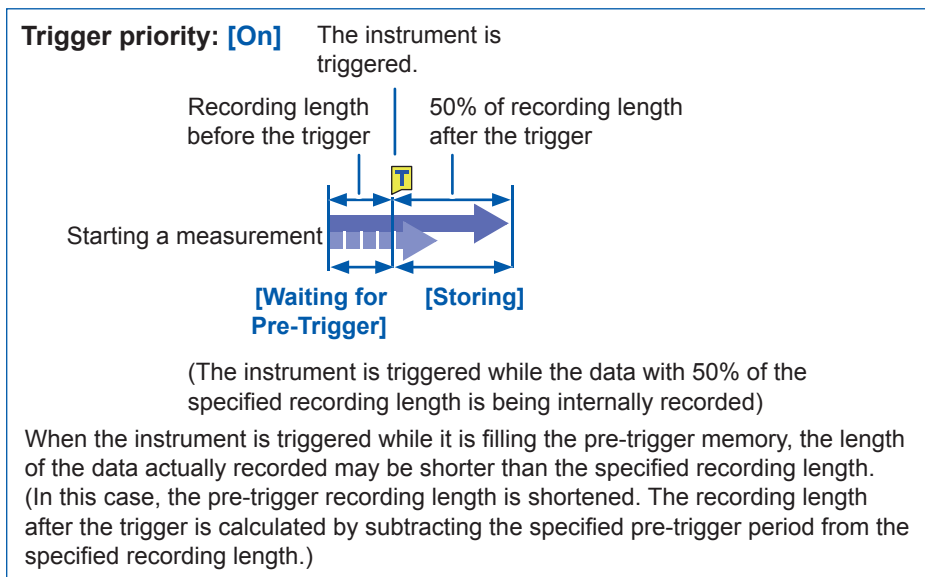 Trigger priority: [On]
The instrument is
triggered.
Recording length
before the trigger
50% of recording length
after the trigger
T
Starting a measurement
[Waiting for
Pre-Trigger]
[Storing]
(The instrument is triggered while the data with 50% of the
specified recording length is being internally recorded)
When the instrument is triggered while it is filling the pre-trigger memory, the length
of the data actually recorded may be shorter than the specified recording length.
(In this case, the pre-trigger recording length is shortened. The recording length
after the trigger is calculated by subtracting the specified pre-trigger period from the
specified recording length.)